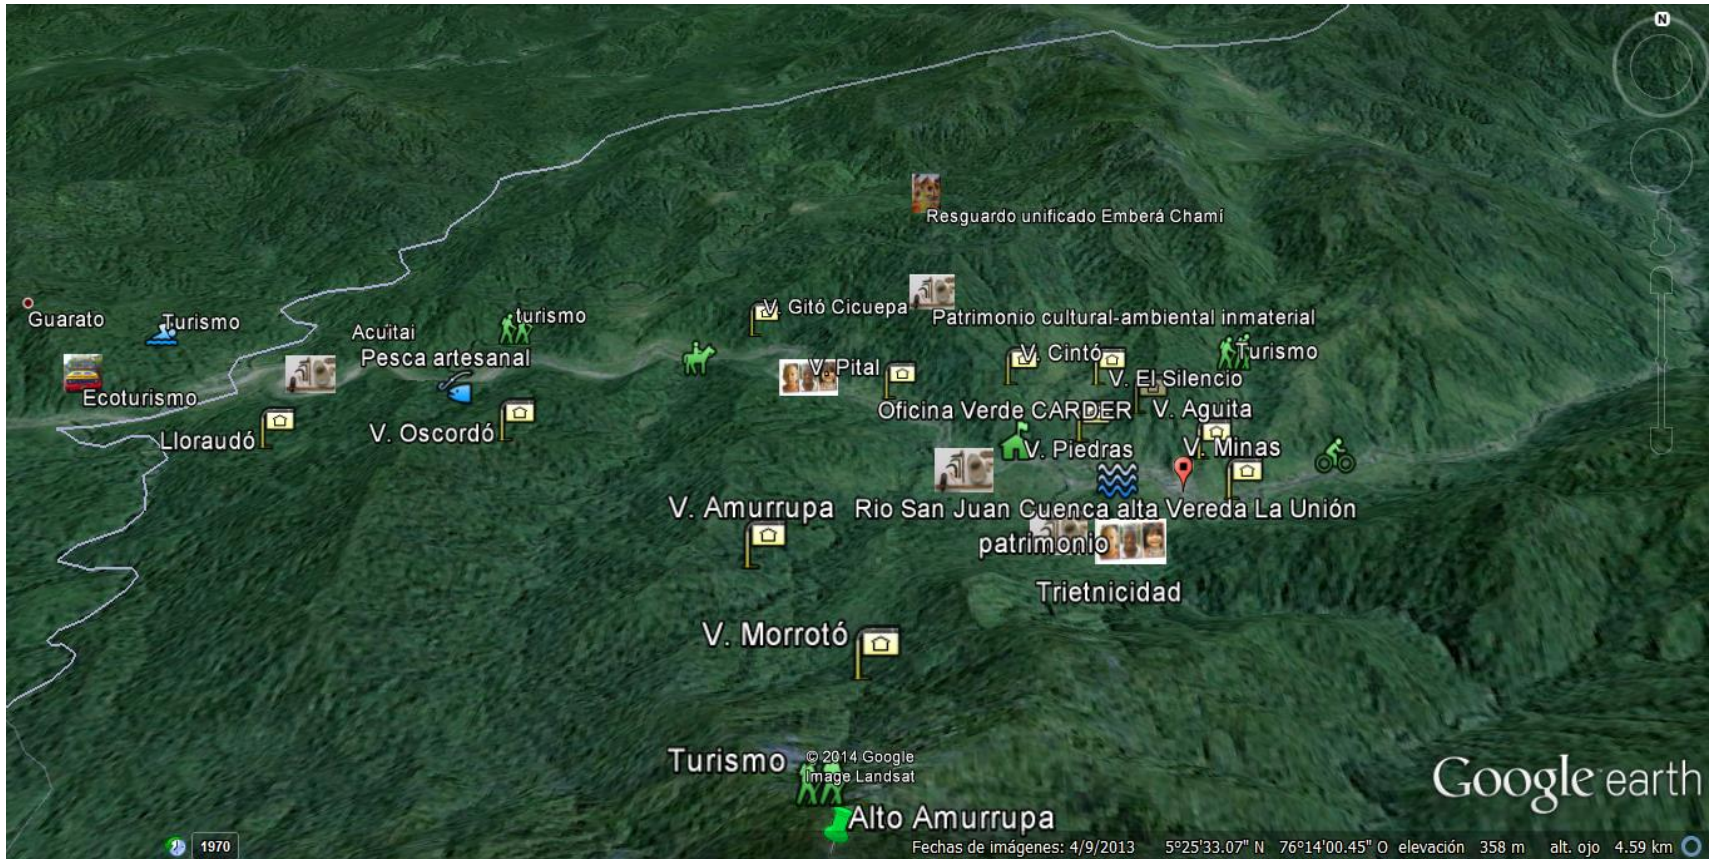 N
Resguardo unificado Emberá Chamí
Guarato
Turismo
Acuitai
turismo
V. Gitó Cicuepa
Patrimonio cultural-ambiental inmaterial
Pesca artesanal
V. Pital
V. Cintó
Turismo
Ecoturismo
V. El Silencio
Oficina Verde CARDER
V. Aguita
Lloraudó
V. Oscordó
V. Piedras
V. Minas
V. Amurrupa
Rio San Juan Cuenca alta Vereda La Unión
patrimonio
Trietnicidad
V. Morrotó
Turismo
© 2014 Google
Image Landsat
Google earth
Alto Amurrupa
1970
Fechas de imágenes: 4/9/2013 5°25'33.07" N 76°14'00.45" O elevación 358 m alt. ojo 4.59 km